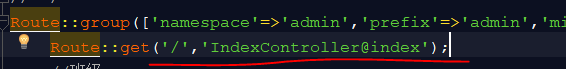 Route::group(['namespace'=>'admin','prefix'=>'admin','mi
Route::get('/','IndexController@index');